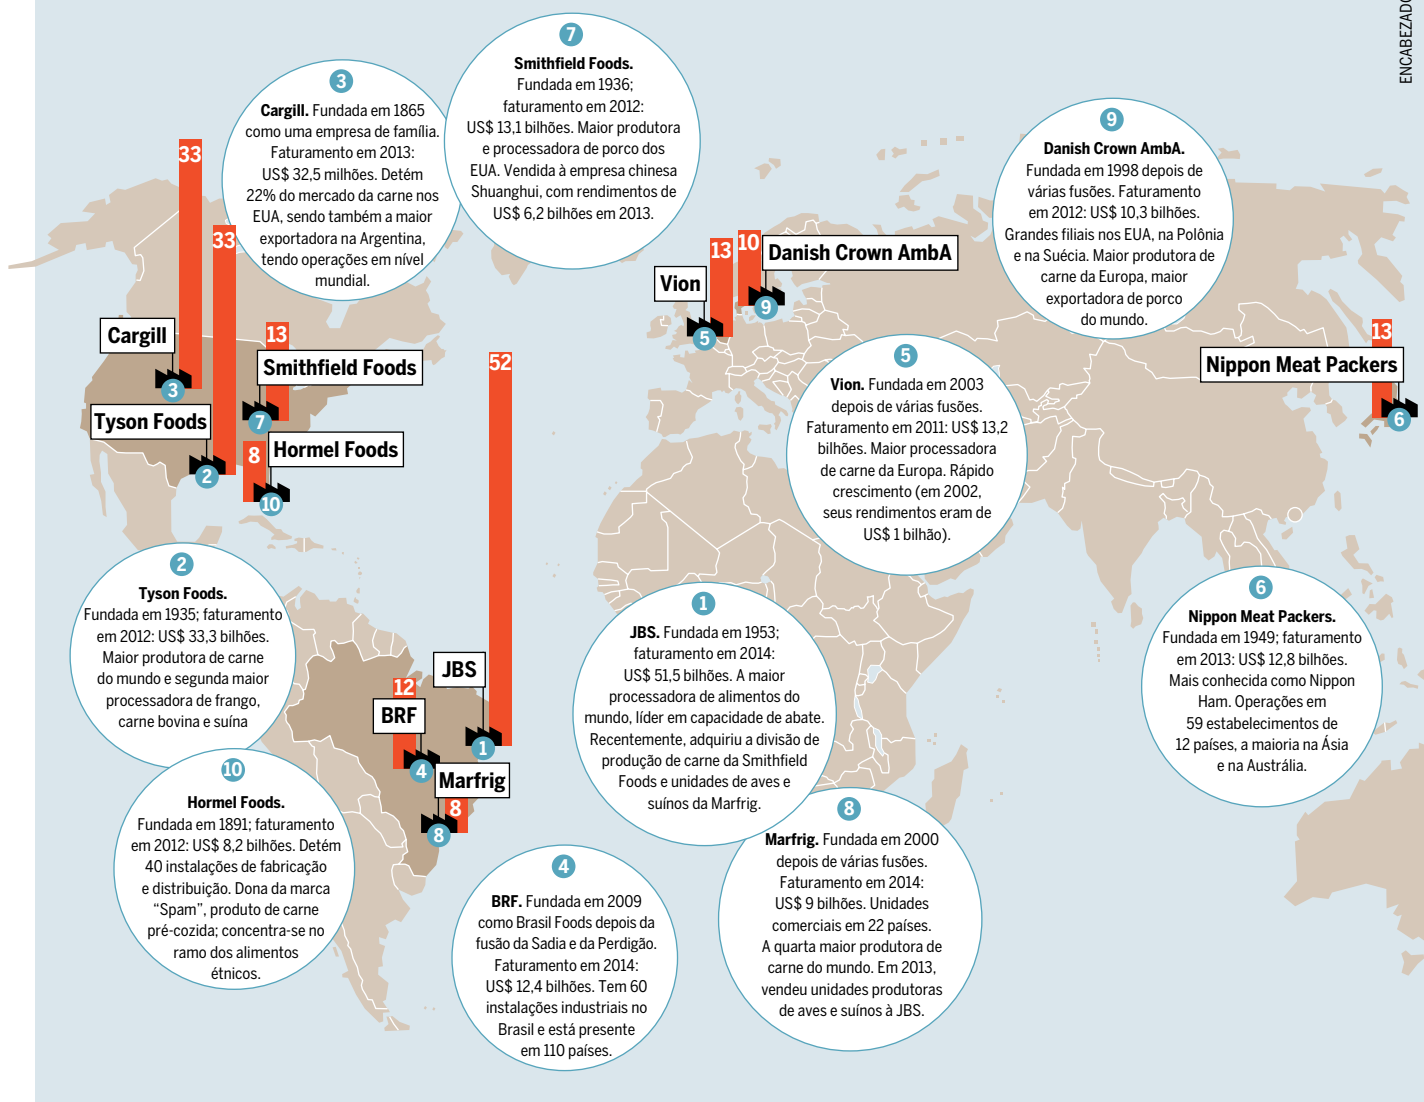 ENCABEZADO
7
Smithfield Foods.
Fundada em 1936;
faturamento em 2012:
US$ 13,1 bilhões. Maior produtora
e processadora de porco dos
EUA. Vendida à empresa chinesa
Shuanghui, com rendimentos de
US$ 6,2 bilhões em 2013.
3
Cargill. Fundada em 1865
como uma empresa de família.
Faturamento em 2013:
US$ 32,5 milhões. Detém
22% do mercado da carne nos
EUA, sendo também a maior
exportadora na Argentina,
tendo operações em nível
mundial.
9
Danish Crown AmbA.
Fundada em 1998 depois de
várias fusões. Faturamento
em 2012: US$ 10,3 bilhões.
Grandes filiais nos EUA, na Polônia
e na Suécia. Maior produtora de
carne da Europa, maior
exportadora de porco
do mundo.
33
33
Cargill
3
Tyson Foods
2
13
Smithfield Foods
7
8
Hormel Foods
10
52
13
10
Danish Crown AmbA
9
Vion
5
13
Nippon Meat Packers
6
5
Vion. Fundada em 2003
depois de várias fusões.
Faturamento em 2011: US$ 13,2
bilhões. Maior processadora
de carne da Europa. Rápido
crescimento (em 2002,
seus rendimentos eram de
US$ 1 bilhão).
2
Tyson Foods.
Fundada em 1935; faturamento
em 2012: US$ 33,3 bilhões.
Maior produtora de carne
do mundo e segunda maior
processadora de frango,
carne bovina e suína
JBS
1
12
BRF
4
Marfrig
8
8
1
JBS. Fundada em 1953;
faturamento em 2014:
US$ 51,5 bilhões. A maior
processadora de alimentos do
mundo, líder em capacidade de abate.
Recentemente, adquiriu a divisão de
produção de carne da Smithfield
Foods e unidades de aves e
suínos da Marfrig.
6
Nippon Meat Packers.
Fundada em 1949; faturamento
em 2013: US$ 12,8 bilhões.
Mais conhecida como Nippon
Ham. Operações em
59 estabelecimentos de
12 países, a maioria na Ásia
e na Austrália.
10
Hormel Foods.
Fundada em 1891; faturamento
em 2012: US$ 8,2 bilhões. Detém
40 instalações de fabricação
e distribuição. Dona da marca
“Spam”, produto de carne
pré-cozida; concentra-se no
ramo dos alimentos
étnicos.
4
BRF. Fundada em 2009
como Brasil Foods depois da
fusão da Sadia e da Perdigão.
Faturamento em 2014:
US$ 12,4 bilhões. Tem 60
instalações industriais no
Brasil e está presente
em 110 países.
8
Marfrig. Fundada em 2000
depois de várias fusões.
Faturamento em 2014:
US$ 9 bilhões. Unidades
comerciais em 22 países.
A quarta maior produtora de
carne do mundo. Em 2013,
vendeu unidades produtoras
de aves e suínos à JBS.